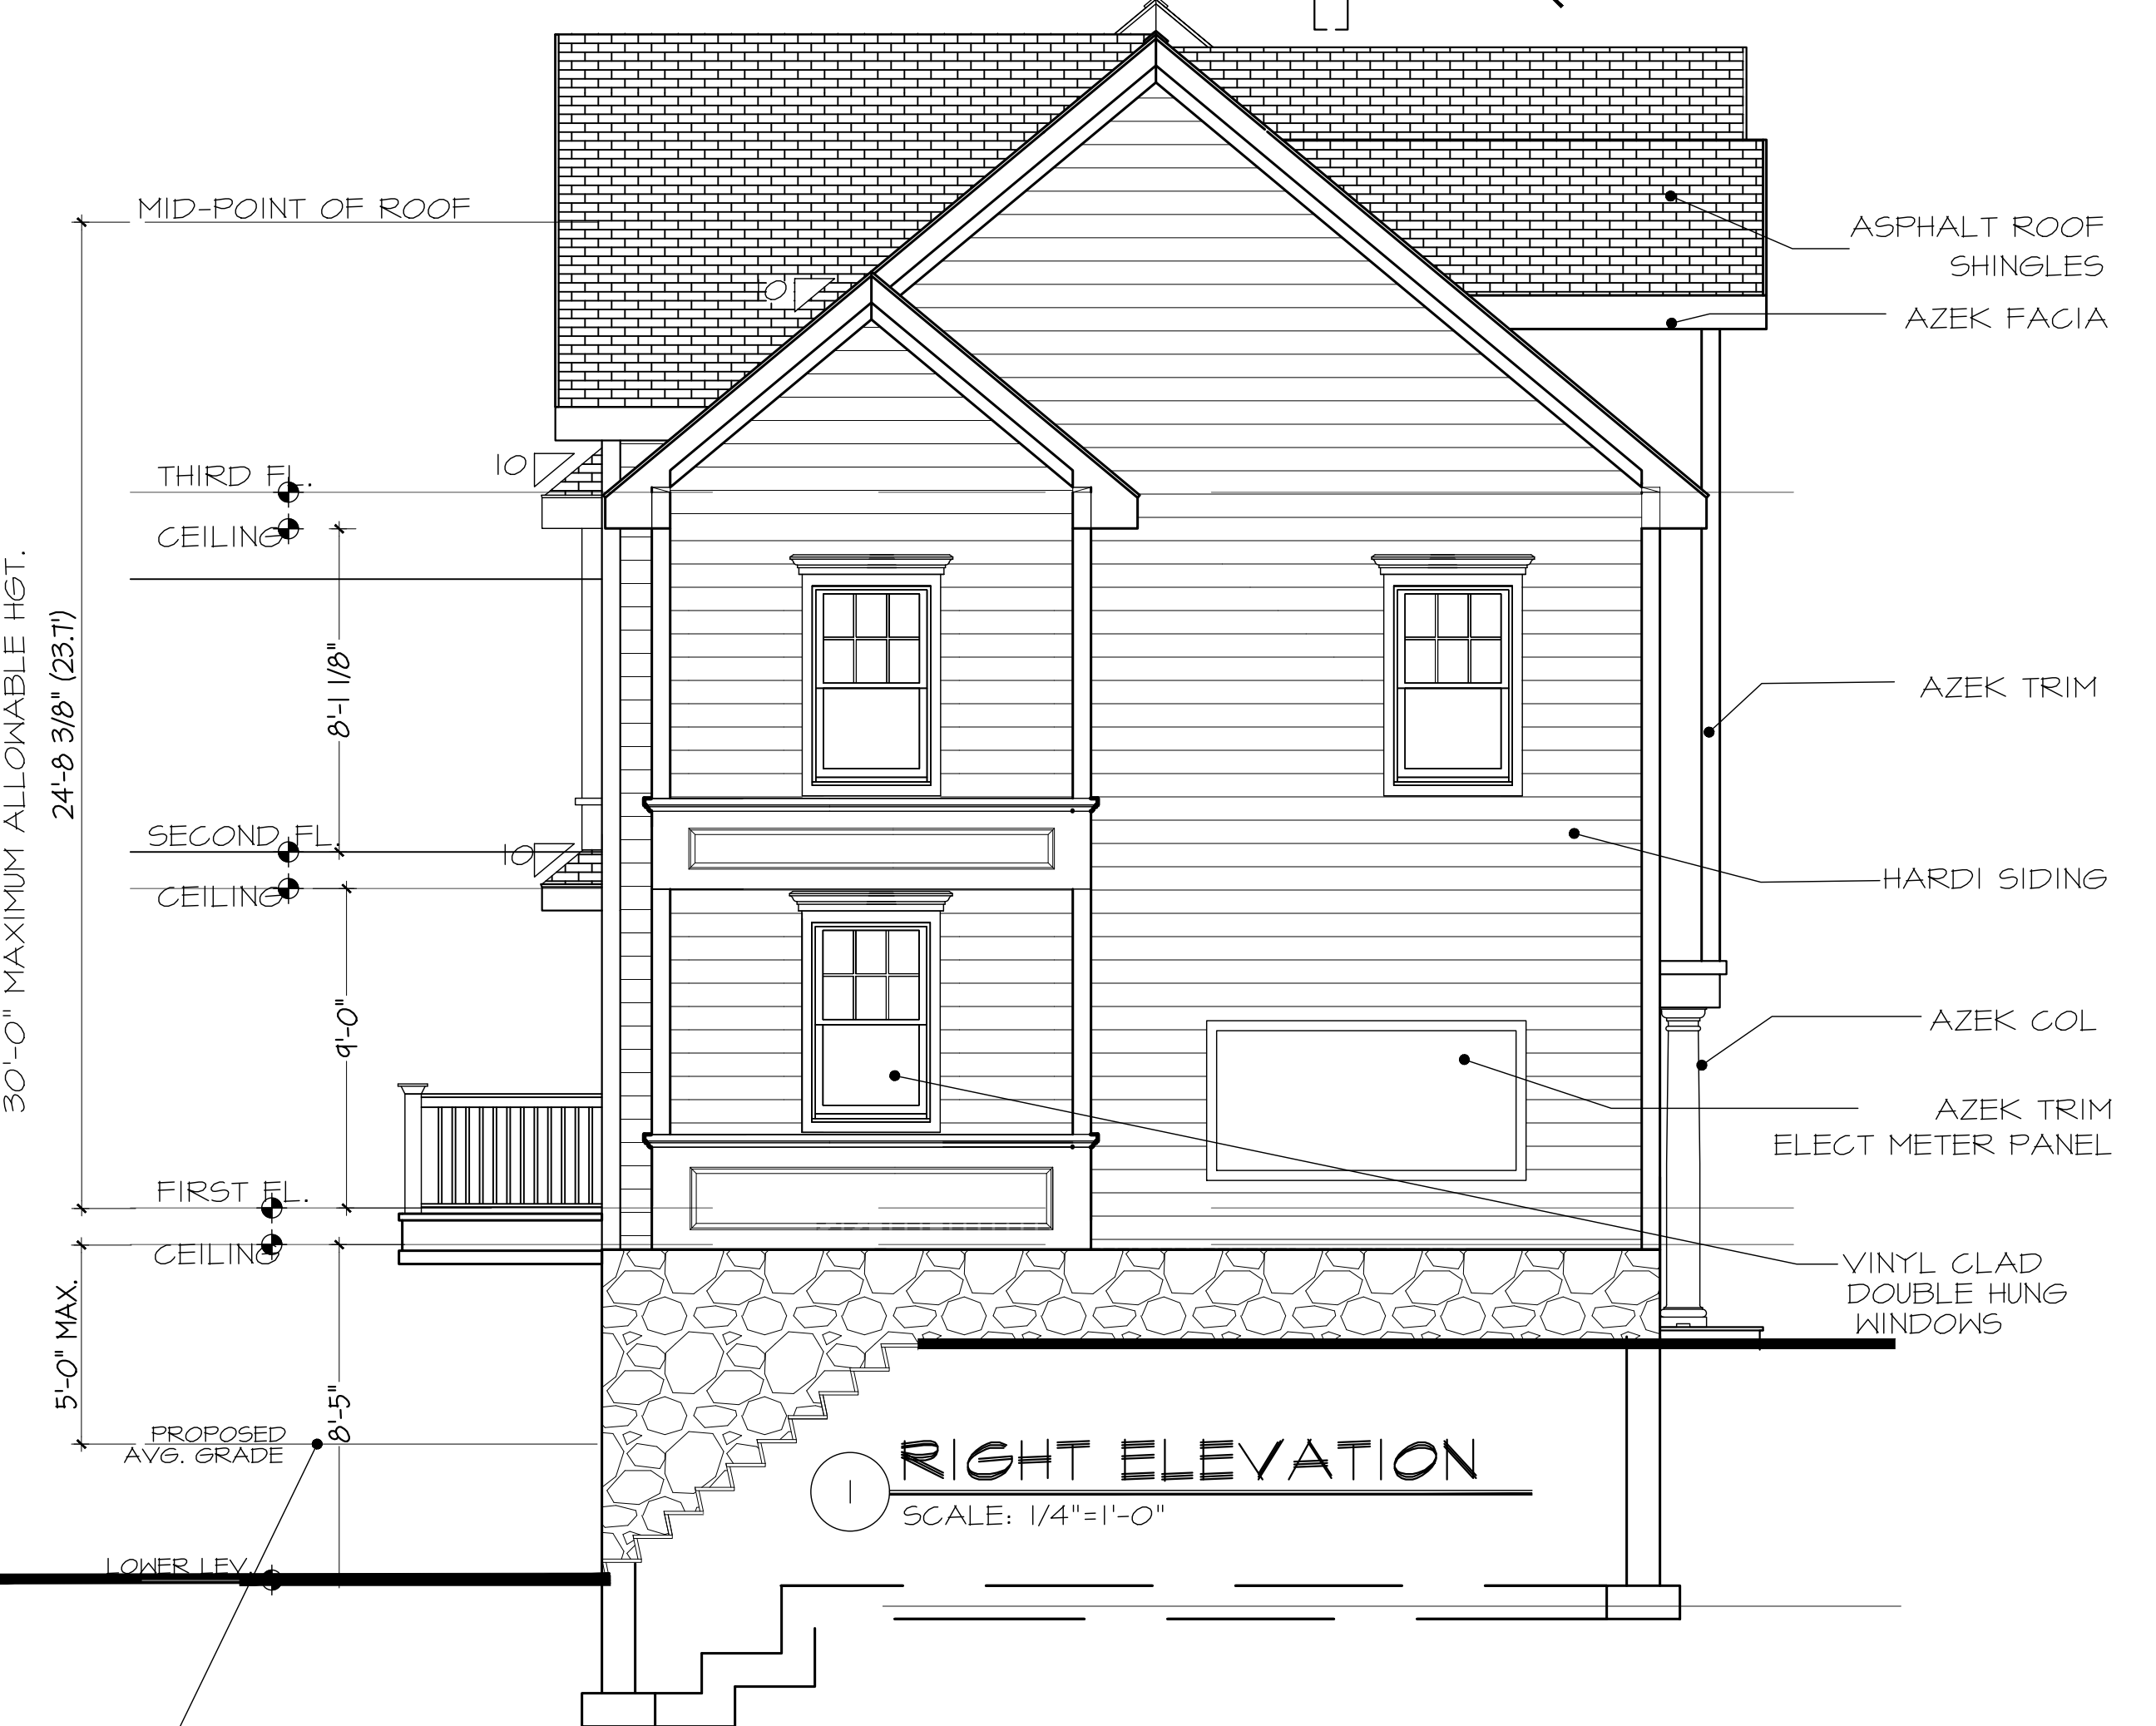 MID-POINT OF ROOF
ASPHALT ROOF
SHINGLES
AZEK FACIA
10
THIRD FL.
CEILING
30'-0" MAXIMUM ALLOWABLE HGT.
24'-8 3/8" (23.7')
8'-1 1/8"
AZEK TRIM
SECOND FL.
10
CEILING
HARDI SIDING
9'-0"
AZEK COL
AZEK TRIM
ELECT METER PANEL
FIRST FL.
CEILING
VINYL CLAD
DOUBLE HUNG
WINDOWS
5'-0" MAX.
8'-5"
PROPOSED
AVG. GRADE
1
RIGHT ELEVATION
SCALE: 1/4"=1'-0"
LOWER LEV.